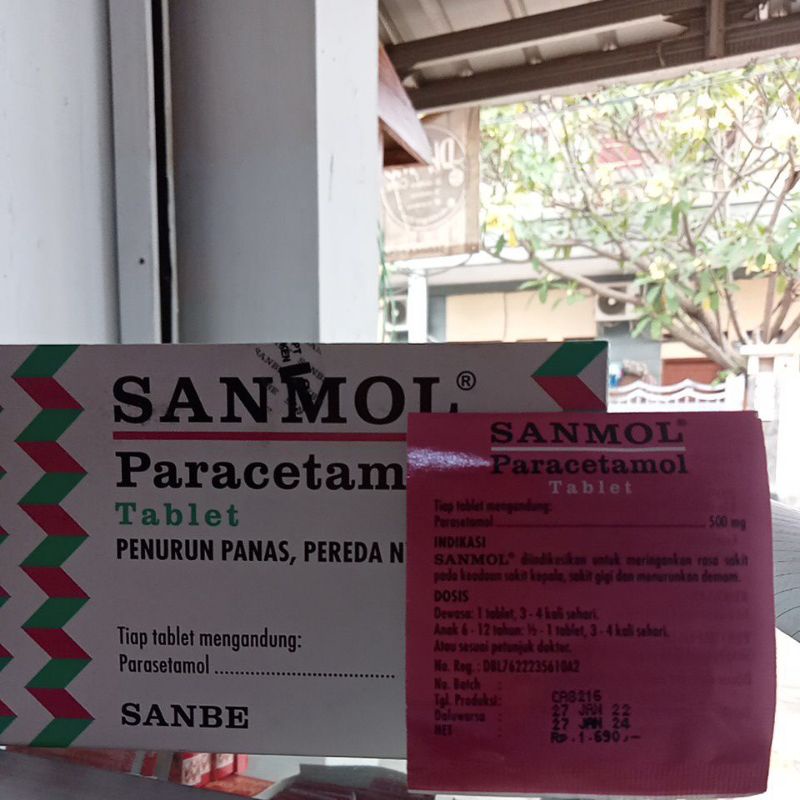 SANMOL®
Paracetam
Tablet
PENURUN PANAS, PEREDA N
Tiap tablet mengandung:
Parasetamol ....................................
SANBE
SANMOL®
Paracetamol
Tablet
Tiap tablet mengandung:
Parasetamol ............................................ 500 mg
INDIKASI
SANMOL® diindikasikan untuk meringankan rasa sakit
pada keadaan sakit kepala, sakit gigi dan menurunkan demam.
DOSIS
Dewasa: 1 tablet, 3 - 4 kali sehari.
Anak 6 - 12 tahun: ½ - 1 tablet, 3 - 4 kali sehari.
Atau sesuai petunjuk dokter.
No. Reg.: DBL7622235610A2
No. Batch : CA8216
Tgl. Produksi: 27 JAN 22
Daluwarsa : 27 JAN 24
HET : Rp.1.690,-